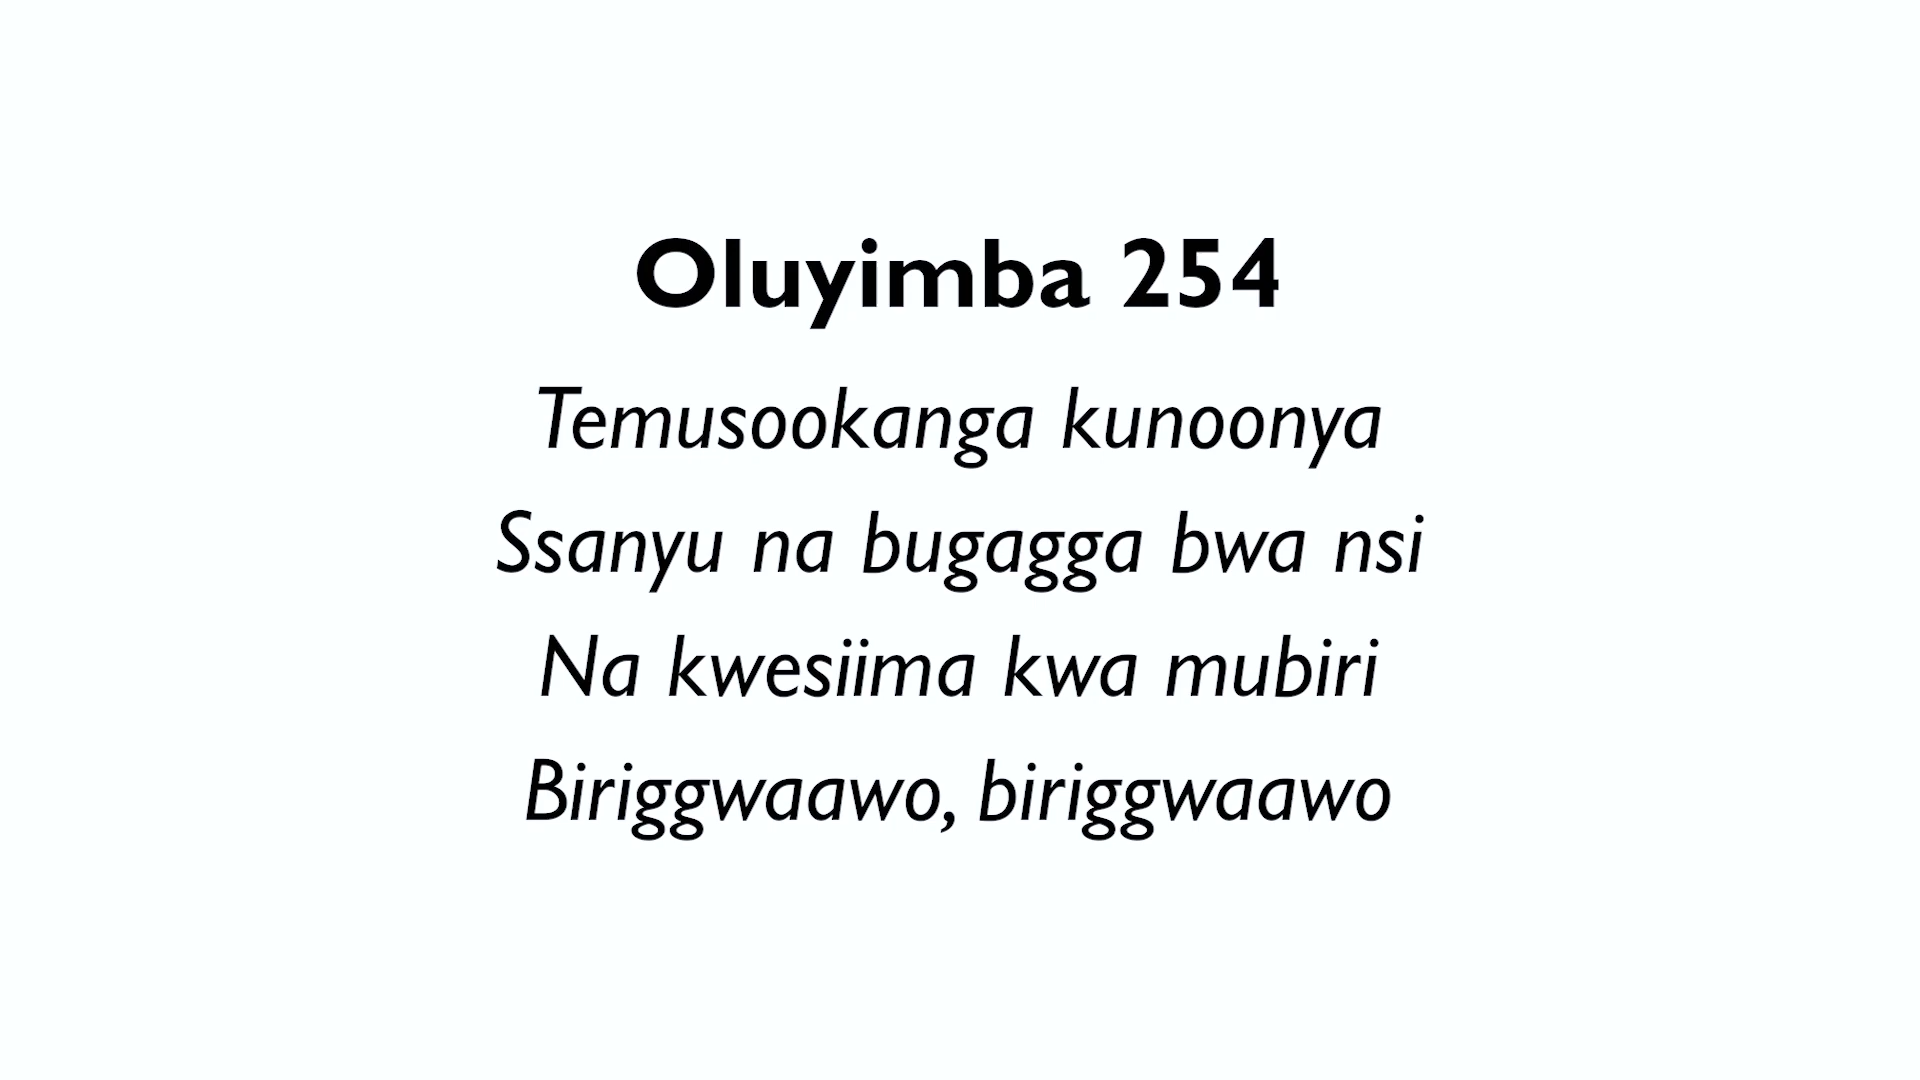 Oluyimba 254
Temusookanga kunoonya
Ssanyu na bugagga bwa nsi
Na kwesiima kwa mubiri
Biriggwaawo, biriggwaawo